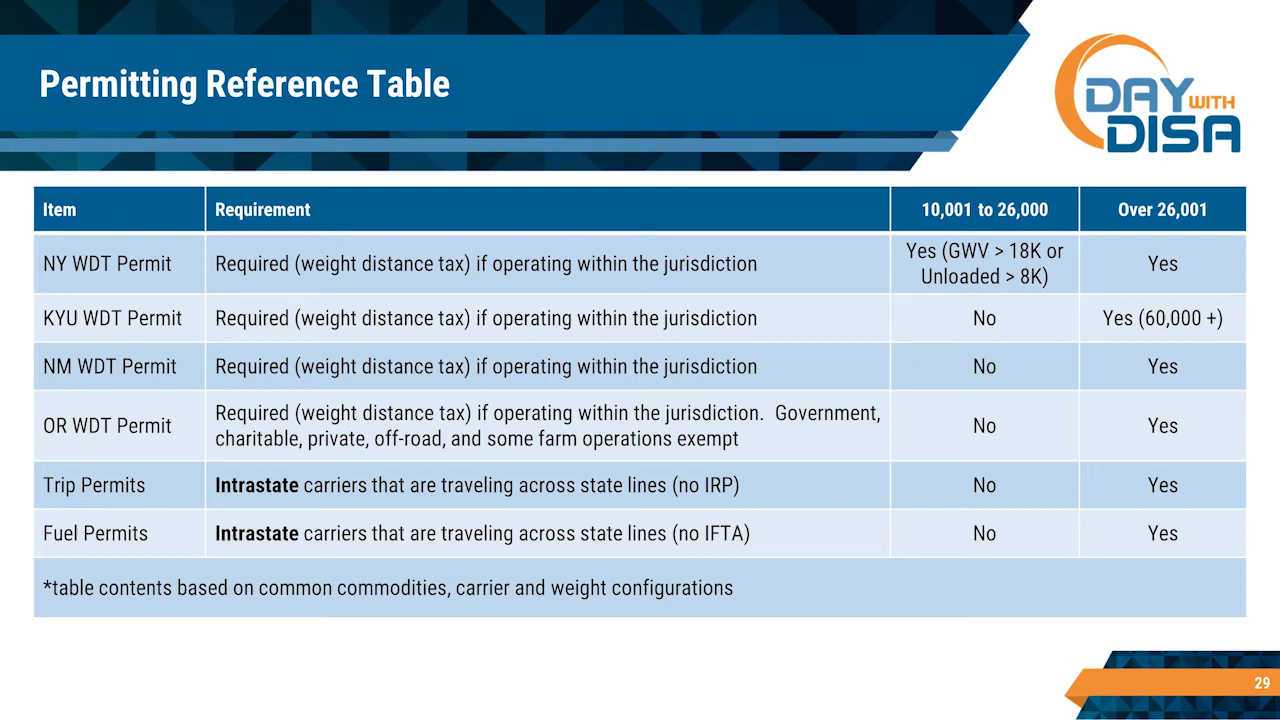 Permitting Reference Table
DAY WITH
DISA
Item Requirement 10,001 to 26,000 Over 26,001
NY WDT Permit Required (weight distance tax) if operating within the jurisdiction Yes (GWV > 18K or
Unloaded > 8K) Yes
KYU WDT Permit Required (weight distance tax) if operating within the jurisdiction No Yes (60,000 +)
NM WDT Permit Required (weight distance tax) if operating within the jurisdiction No Yes
OR WDT Permit Required (weight distance tax) if operating within the jurisdiction. Government,
charitable, private, off-road, and some farm operations exempt No Yes
Trip Permits Intrastate carriers that are traveling across state lines (no IRP) No Yes
Fuel Permits Intrastate carriers that are traveling across state lines (no IFTA) No Yes
*table contents based on common commodities, carrier and weight configurations
29